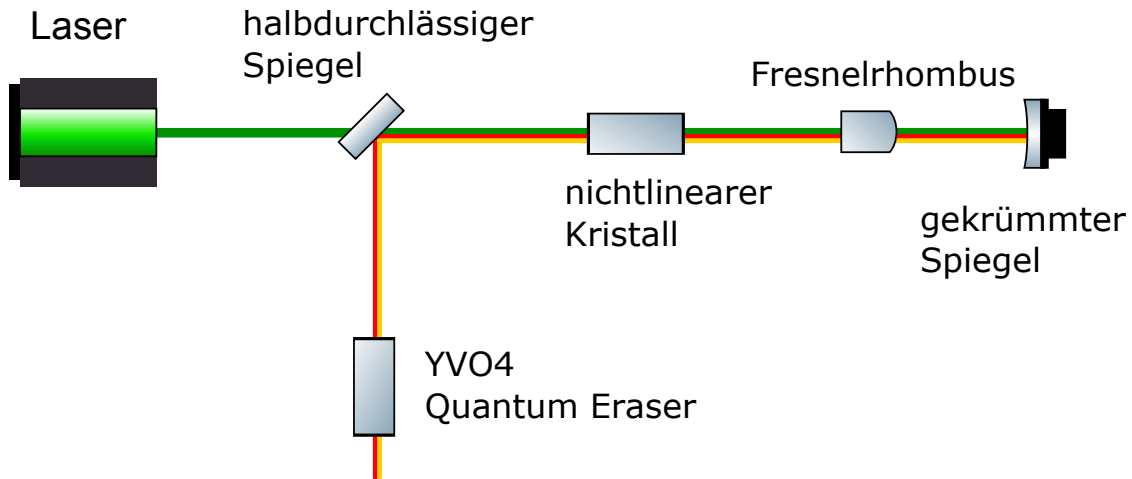 Laser
halbdurchlässiger
Spiegel
Fresnelrhombus
nichtlinearer
Kristall
gekrümmter
Spiegel
YVO4
Quantum Eraser